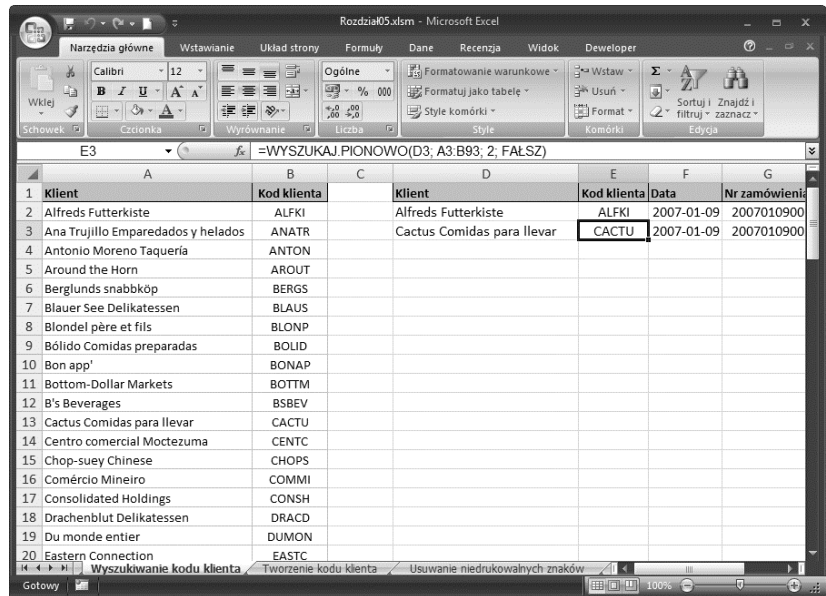 Rozdział05.xlsm - Microsoft Excel
Narzędzia główne Wstawianie Układ strony Formuły Dane Recenzja Widok Deweloper
Wklej
Schowek
Calibri 12
B I U A A
A
Czcionka
Wyrównanie
Ogólne
% 000
Liczba
Formatowanie warunkowe
Formatuj jako tabelę
Style komórki
Style
Wstaw
Usuń
Format
Komórki
Σ
Sortuj i filtruj
Znajdź i zaznacz
Edycja
E3 fx =WYSZUKAJ.PIONOWO(D3; A3:B93; 2; FAŁSZ)
A B C D E F G
1 Klient Kod klienta Klient Kod klienta Data Nr zamówienia
2 Alfreds Futterkiste ALFKI Alfreds Futterkiste ALFKI 2007-01-09 2007010900
3 Ana Trujillo Emparedados y helados ANATR Cactus Comidas para llevar CACTU 2007-01-09 2007010900
4 Antonio Moreno Taquería ANTON
5 Around the Horn AROUT
6 Berglunds snabbköp BERGS
7 Blauer See Delikatessen BLAUS
8 Blondel père et fils BLONP
9 Bólido Comidas preparadas BOLID
10 Bon app' BONAP
11 Bottom-Dollar Markets BOTTM
12 B's Beverages BSBEV
13 Cactus Comidas para llevar CACTU
14 Centro comercial Moctezuma CENTC
15 Chop-suey Chinese CHOPS
16 Comércio Mineiro COMMI
17 Consolidated Holdings CONSH
18 Drachenblut Delikatessen DRACD
19 Du monde entier DUMON
20 Eastern Connection EASTC
Wyszukiwanie kodu klienta Tworzenie kodu klienta Usuwanie niedrukowalnych znaków
Gotowy 100%